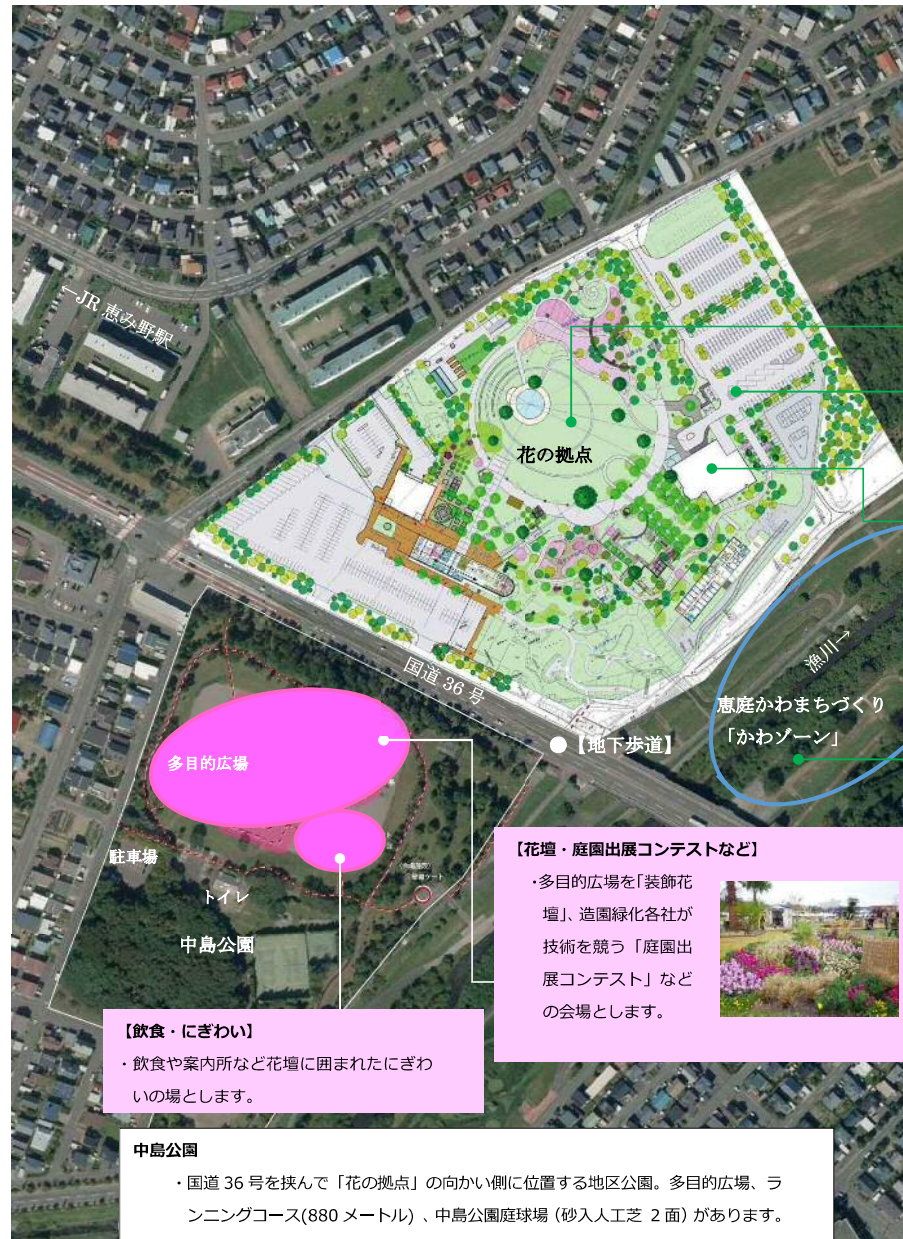 ←JR 恵み野駅
花の拠点
漁川→
国道 36 号
恵庭かわまちづくり
「かわゾーン」
【地下歩道】
多目的広場
駐車場
トイレ
中島公園
【花壇・庭園出展コンテストなど】
・多目的広場を「装飾花
壇」、造園緑化各社が
技術を競う「庭園出
展コンテスト」など
の会場とします。
【飲食・にぎわい】
・飲食や案内所など花壇に囲まれたにぎわ
いの場とします。
中島公園
・国道 36 号を挟んで「花の拠点」の向かい側に位置する地区公園。多目的広場、ラ
ンニングコース(880 メートル) 、中島公園庭球場（砂入人工芝 2 面）があります。